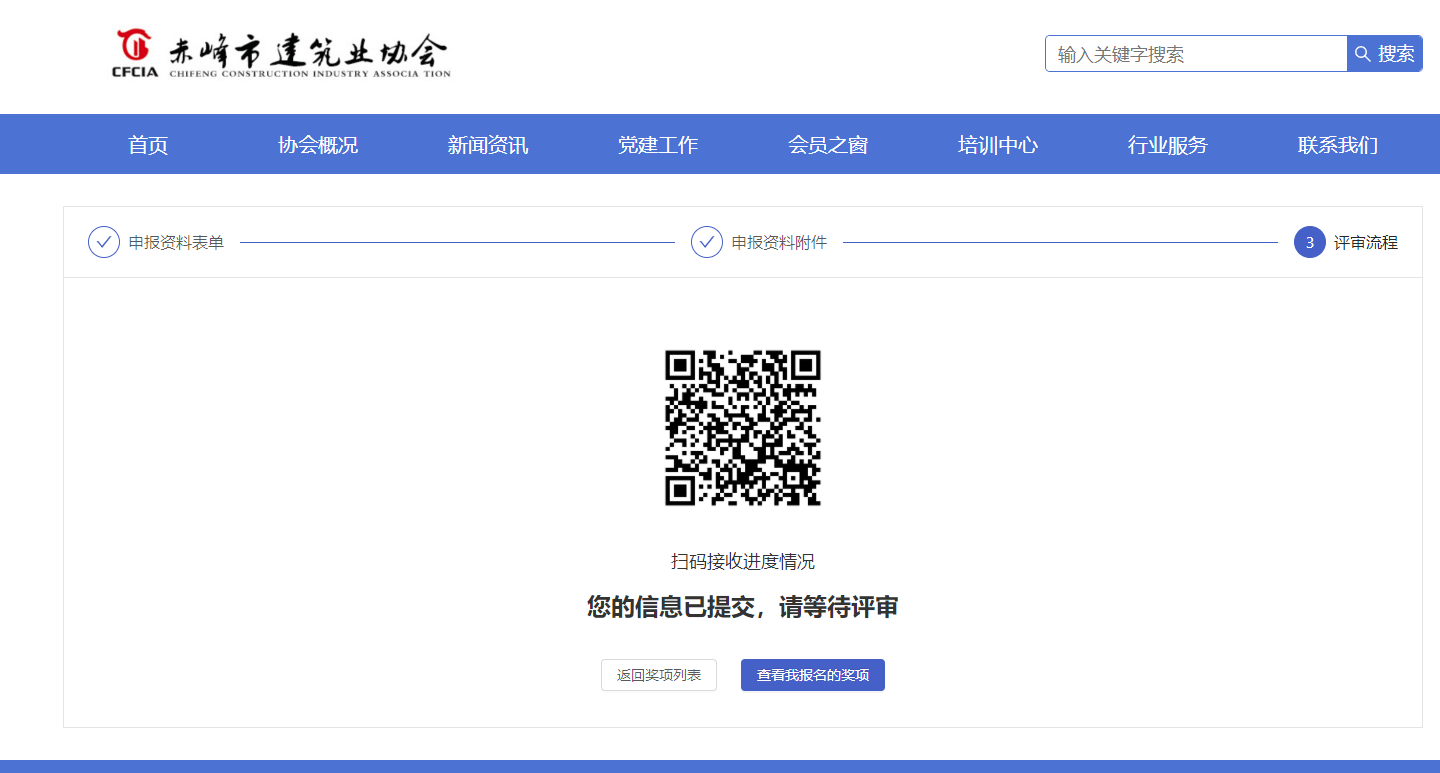 赤峰市建筑业协会
CFCIA CHIFENG CONSTRUCTION INDUSTRY ASSOCIA TION
输入关键字搜索
搜索
首页 协会概况 新闻资讯 党建工作 会员之窗 培训中心 行业服务 联系我们
申报资料表单 申报资料附件 3 评审流程
扫码接收进度情况
您的信息已提交，请等待评审
返回奖项列表 查看我报名的奖项